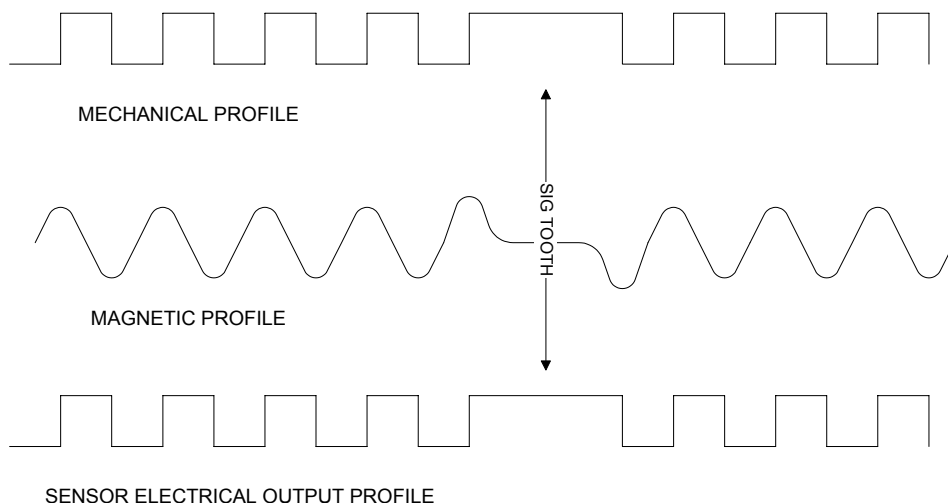 MECHANICAL PROFILE
SIG TOOTH
MAGNETIC PROFILE
SENSOR ELECTRICAL OUTPUT PROFILE